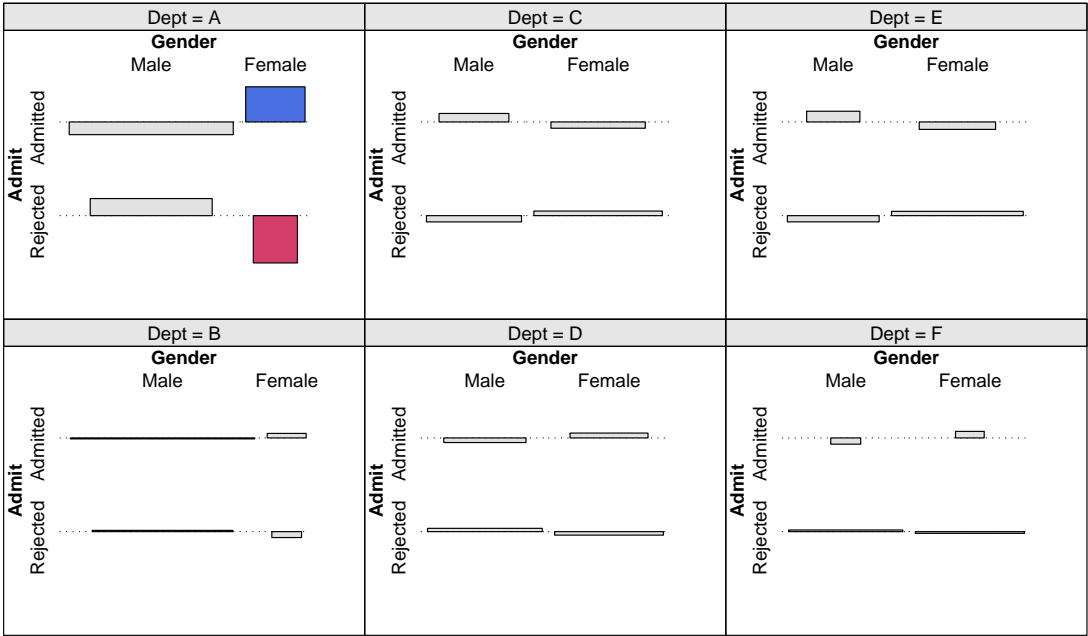 Dept = A
Gender
Male Female
Admit
Admitted
Rejected
Dept = C
Gender
Male Female
Admit
Admitted
Rejected
Dept = E
Gender
Male Female
Admit
Admitted
Rejected
Dept = B
Gender
Male Female
Admit
Admitted
Rejected
Dept = D
Gender
Male Female
Admit
Admitted
Rejected
Dept = F
Gender
Male Female
Admit
Admitted
Rejected